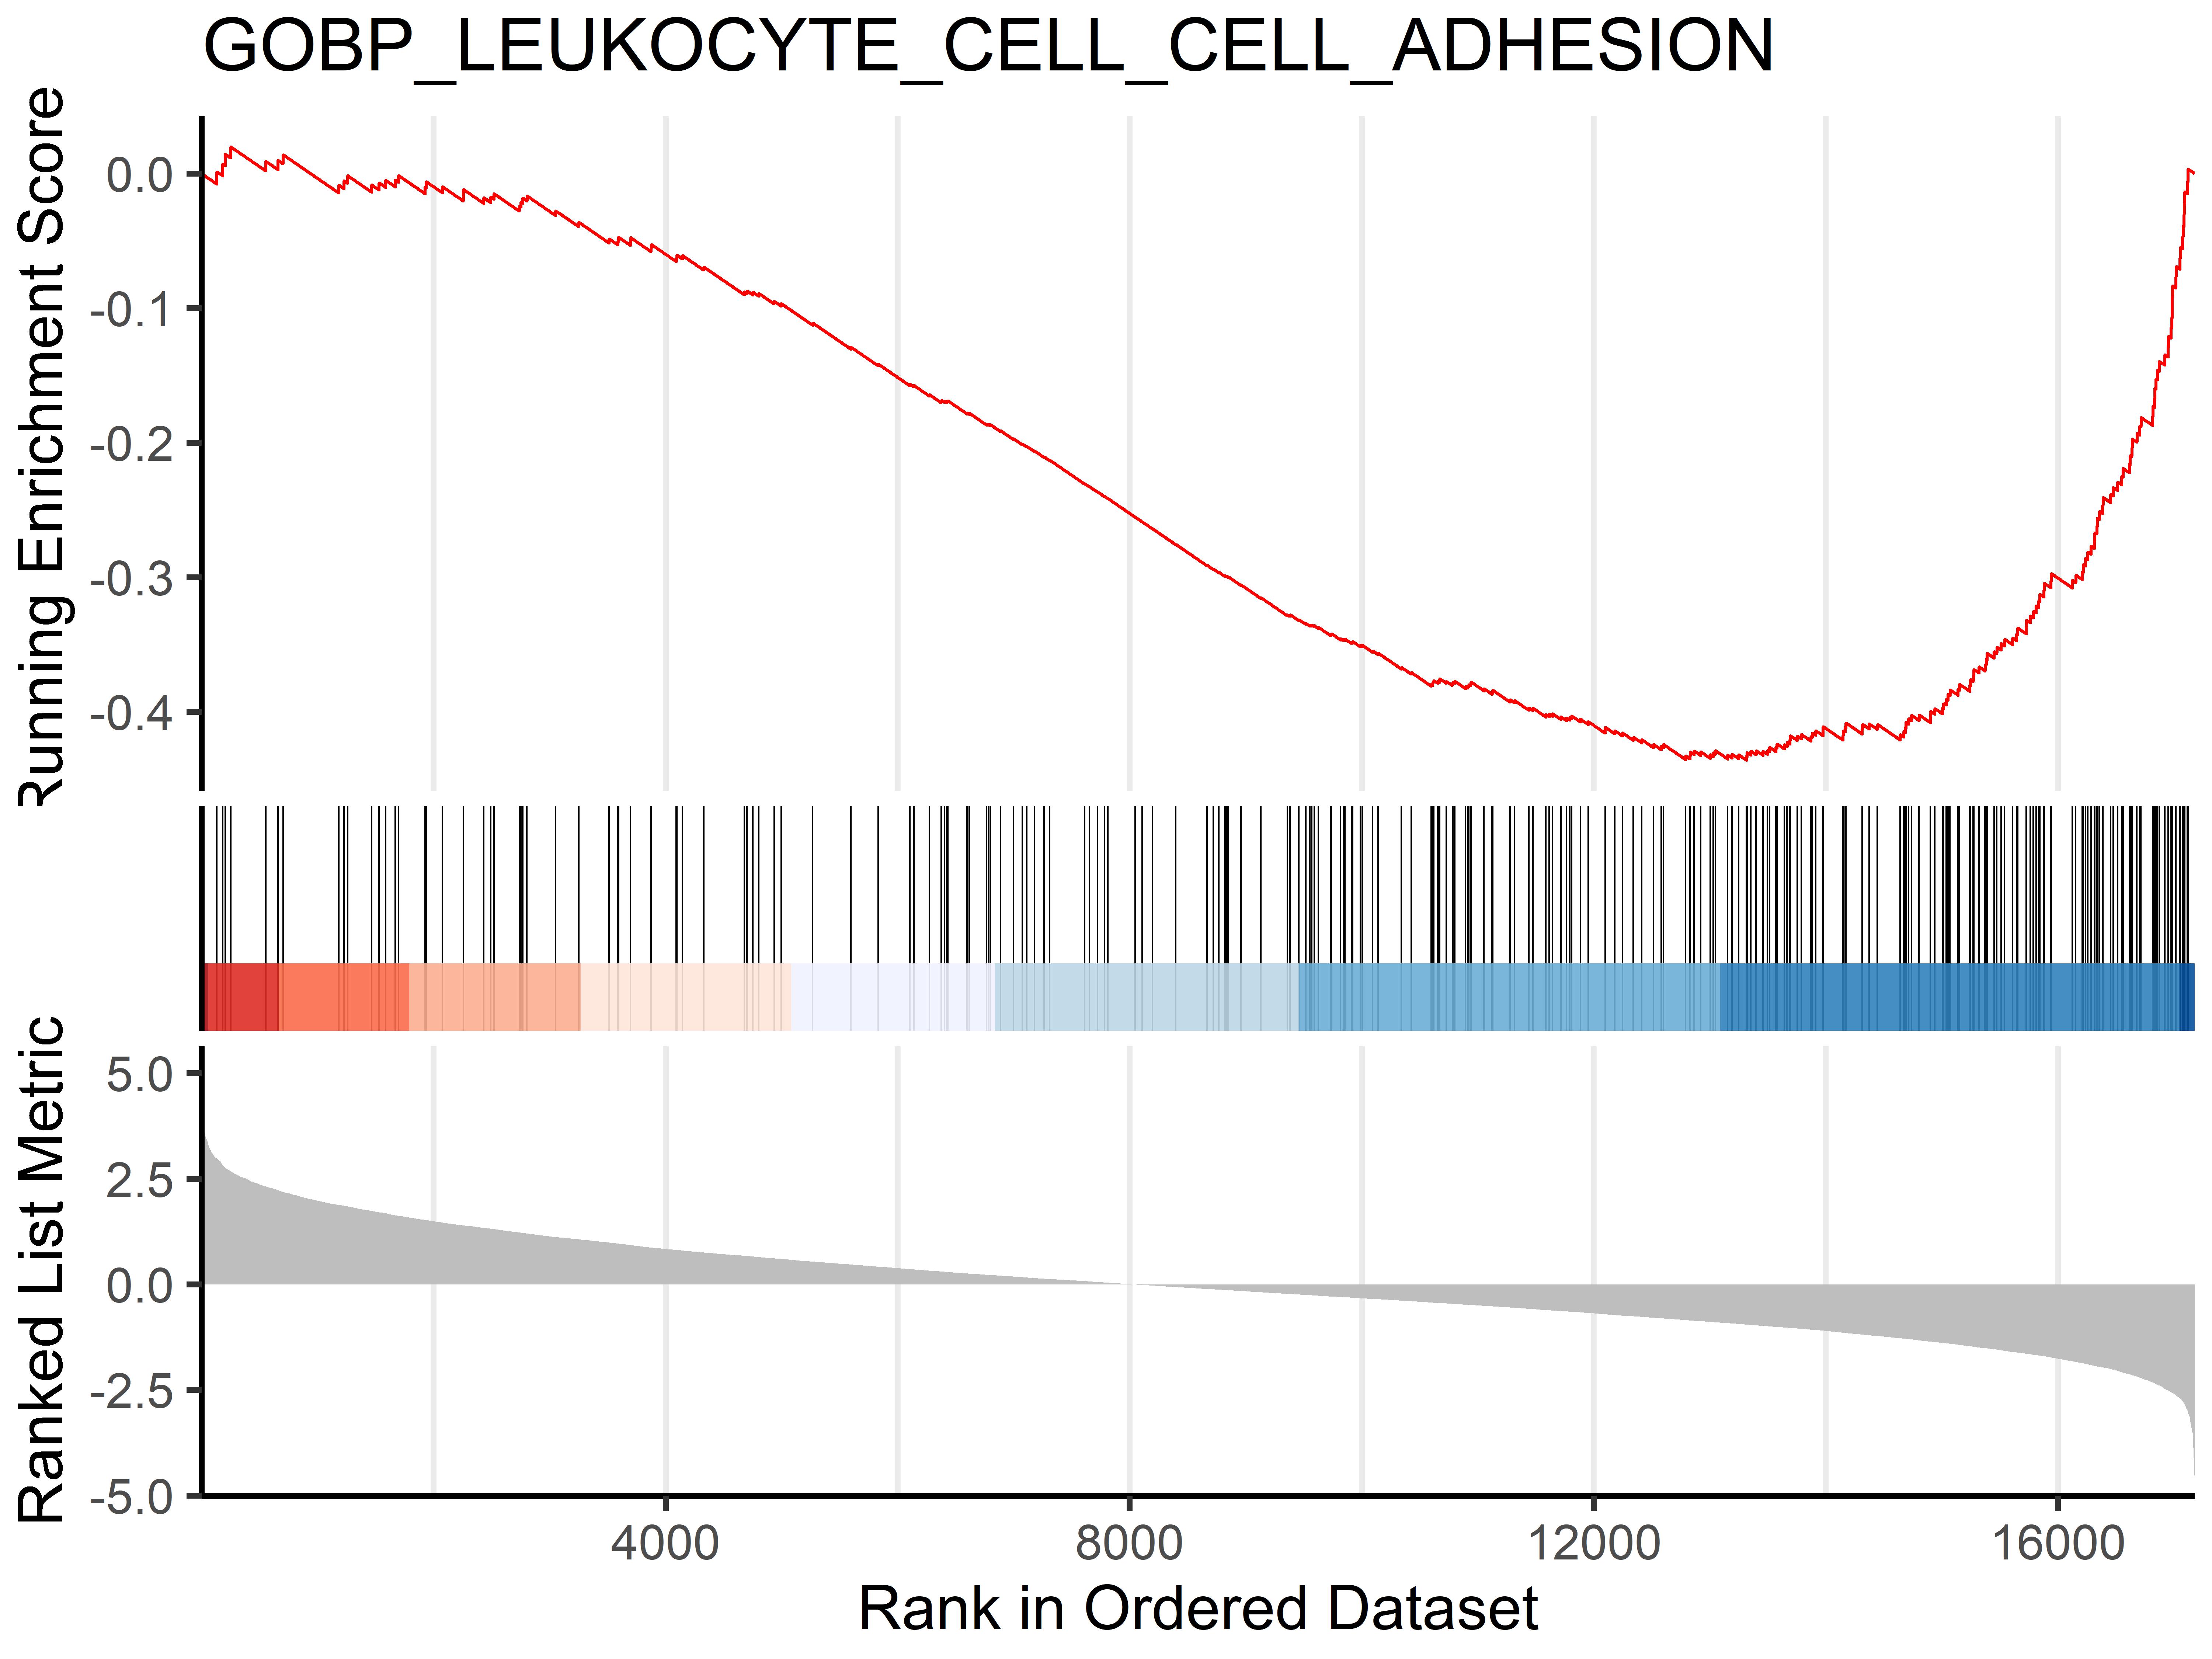 GOBP_LEUKOCYTE_CELL_CELL_ADHESION
Running Enrichment Score
0.0
-0.1
-0.2
-0.3
-0.4
Ranked List Metric
5.0
2.5
0.0
-2.5
-5.0
4000 8000 12000 16000
Rank in Ordered Dataset